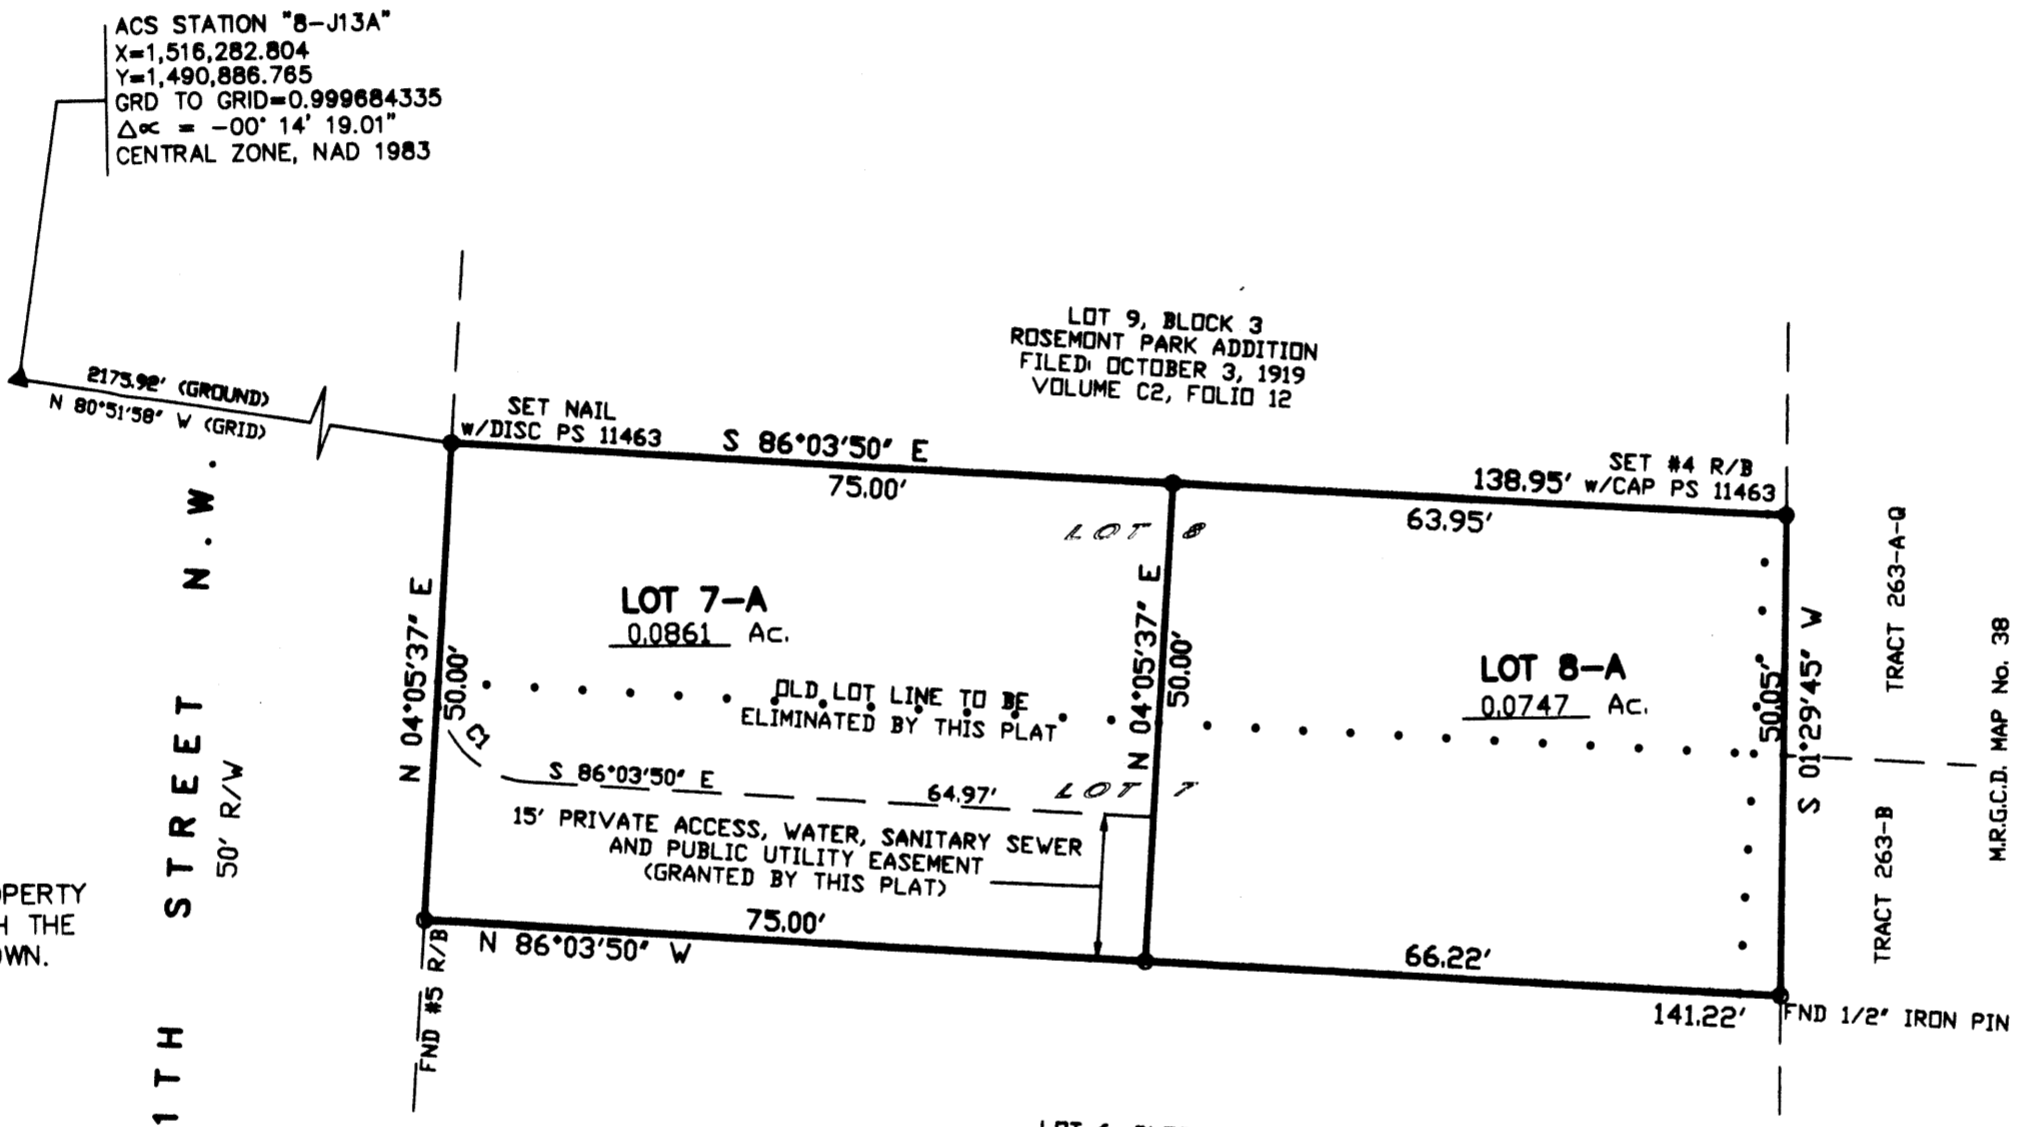 ACS STATION "8-J13A"
X=1,516,282.804
Y=1,490,886.765
GRD TO GRID=0.999684335
Δ∝ = -00° 14' 19.01"
CENTRAL ZONE, NAD 1983
2175.92' (GROUND)
N 80°51'58" W (GRID)
LOT 9, BLOCK 3
ROSEMONT PARK ADDITION
FILED: OCTOBER 3, 1919
VOLUME C2, FOLIO 12
SET NAIL
w/DISC PS 11463
S 86°03'50" E
75.00'
SET #4 R/B
138.95' w/CAP PS 11463
63.95'
LOT 8
LOT 7-A
0.0861 Ac.
N 04°05'37" E
50.00'
N 04°05'37" E
50.00'
LOT 8-A
0.0747 Ac.
50.05'
S 01°29'45" W
TRACT 263-A-Q
TRACT 263-B
M.R.G.C.D. MAP No. 38
OLD LOT LINE TO BE
ELIMINATED BY THIS PLAT
C1
S 86°03'50" E
64.97'
LOT 7
15' PRIVATE ACCESS, WATER, SANITARY SEWER
AND PUBLIC UTILITY EASEMENT
(GRANTED BY THIS PLAT)
75.00'
N 86°03'50" W
66.22'
141.22'
FND 1/2" IRON PIN
FND #5 R/B
1TH STREET N.W.
50' R/W
OPERTY
H THE
OWN.